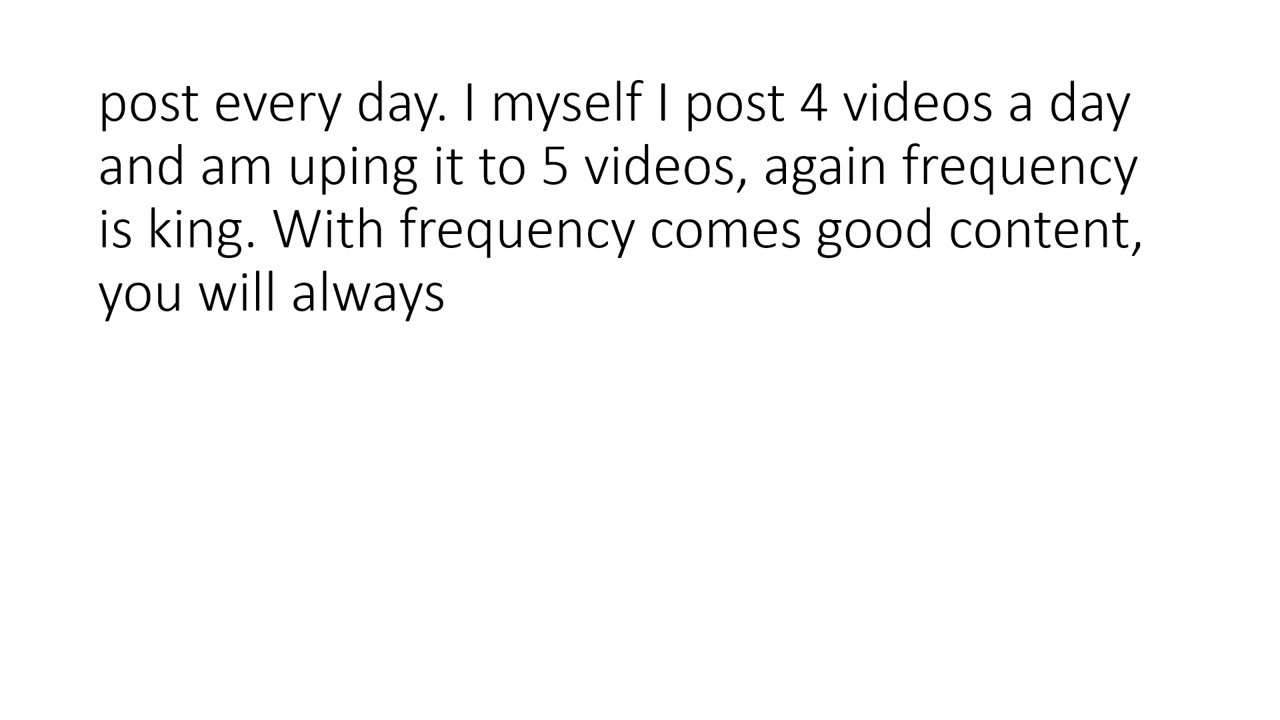 post every day. I myself I post 4 videos a day
and am uping it to 5 videos, again frequency
is king. With frequency comes good content,
you will always